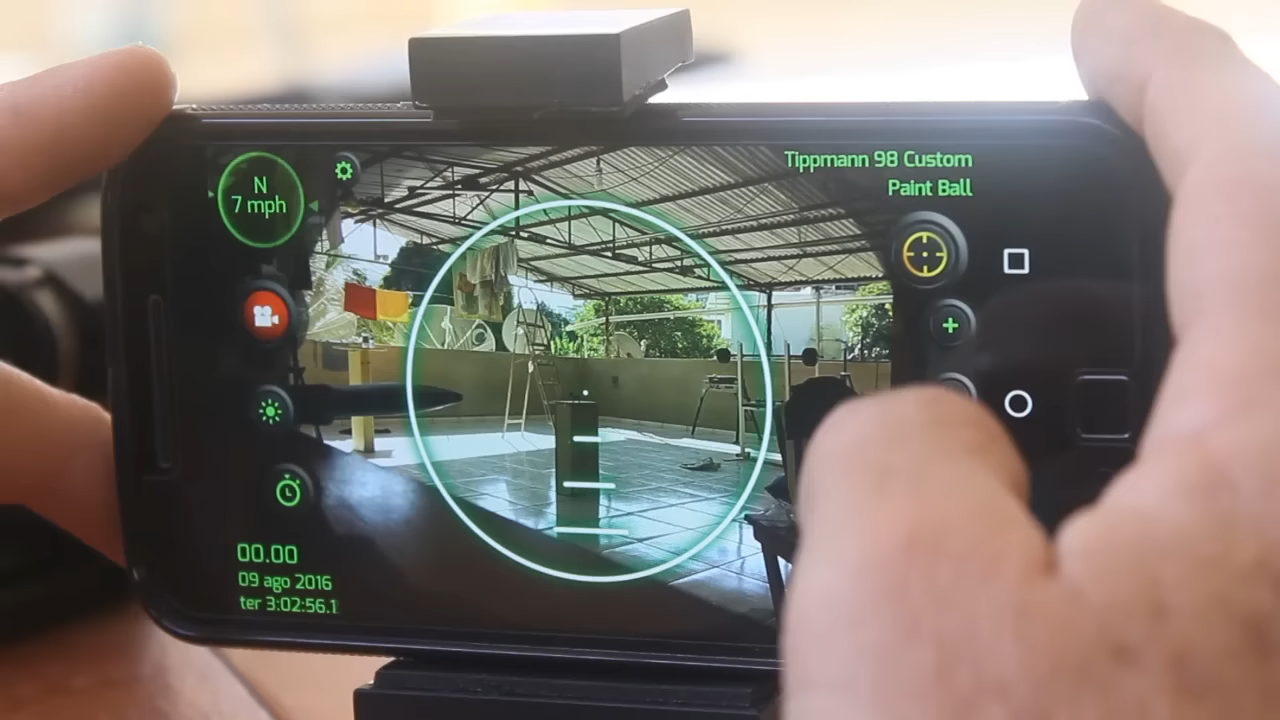 N
7 mph
Tippmann 98 Custom
Paint Ball
00.00
09 ago 2016
ter 3:02:56.1